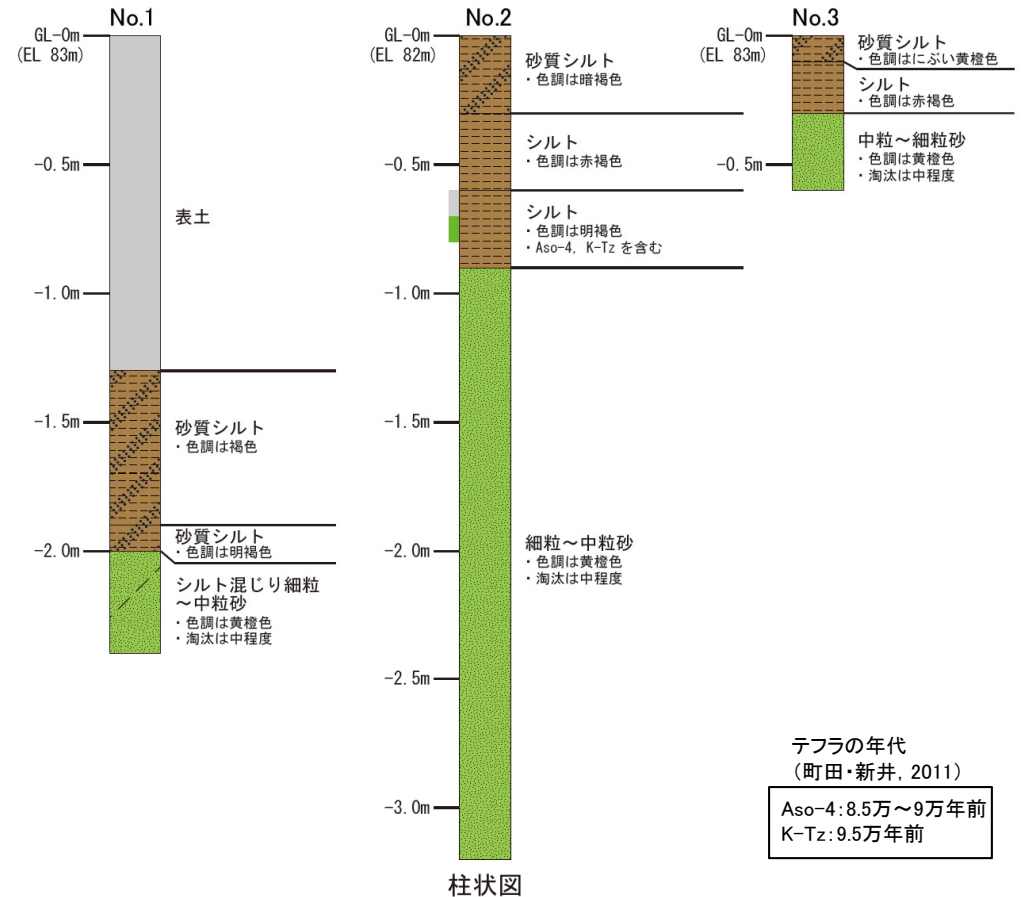 No.1
GL-0m
(EL 83m)
-0.5m
-1.0m
-1.5m
-2.0m
表土
砂質シルト
・色調は褐色
砂質シルト
・色調は明褐色
シルト混じり細粒
～中粒砂
・色調は黄橙色
・淘汰は中程度
No.2
GL-0m
(EL 82m)
-0.5m
-1.0m
-1.5m
-2.0m
-2.5m
-3.0m
砂質シルト
・色調は暗褐色
シルト
・色調は赤褐色
シルト
・色調は明褐色
・Aso-4, K-Tz を含む
細粒～中粒砂
・色調は黄橙色
・淘汰は中程度
No.3
GL-0m
(EL 83m)
-0.5m
砂質シルト
・色調はにぶい黄橙色
シルト
・色調は赤褐色
中粒～細粒砂
・色調は黄橙色
・淘汰は中程度
テフラの年代
（町田・新井, 2011）
Aso-4：8.5万～9万年前
K-Tz：9.5万年前
柱状図